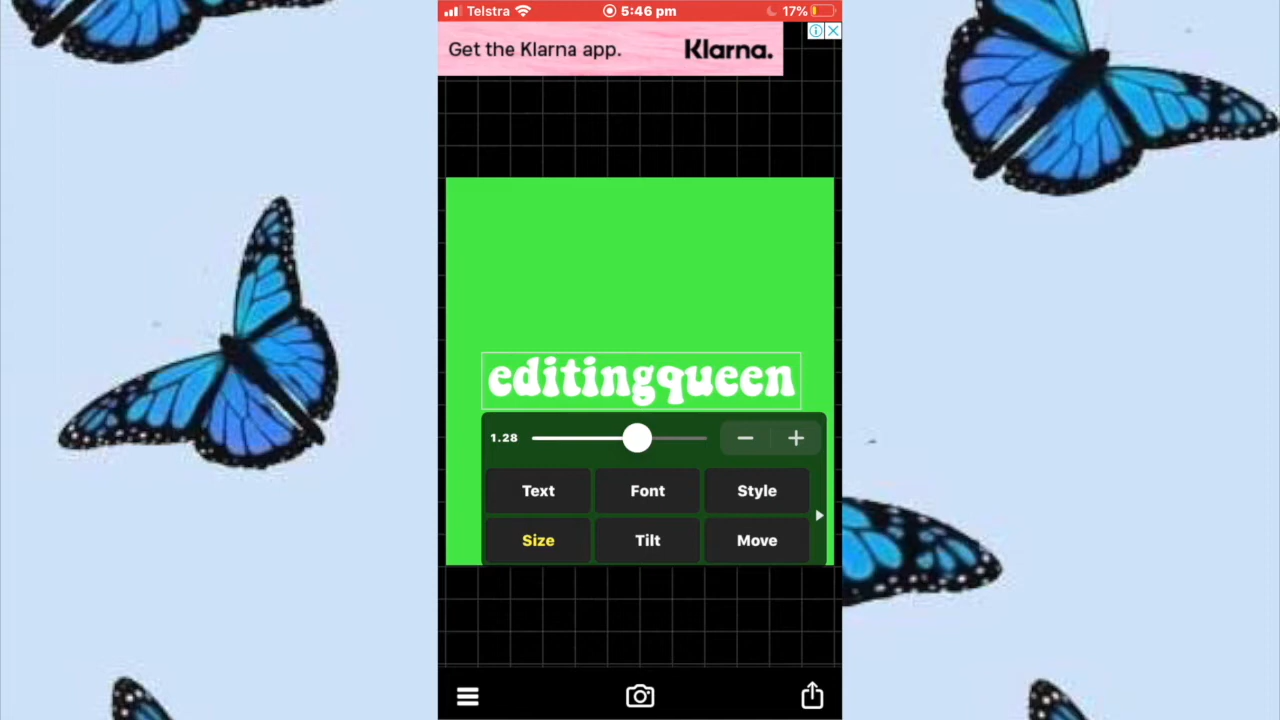 Telstra 5:46 pm 17%
Get the Klarna app. Klarna.
editingqueen
1.28
Text Font Style
Size Tilt Move